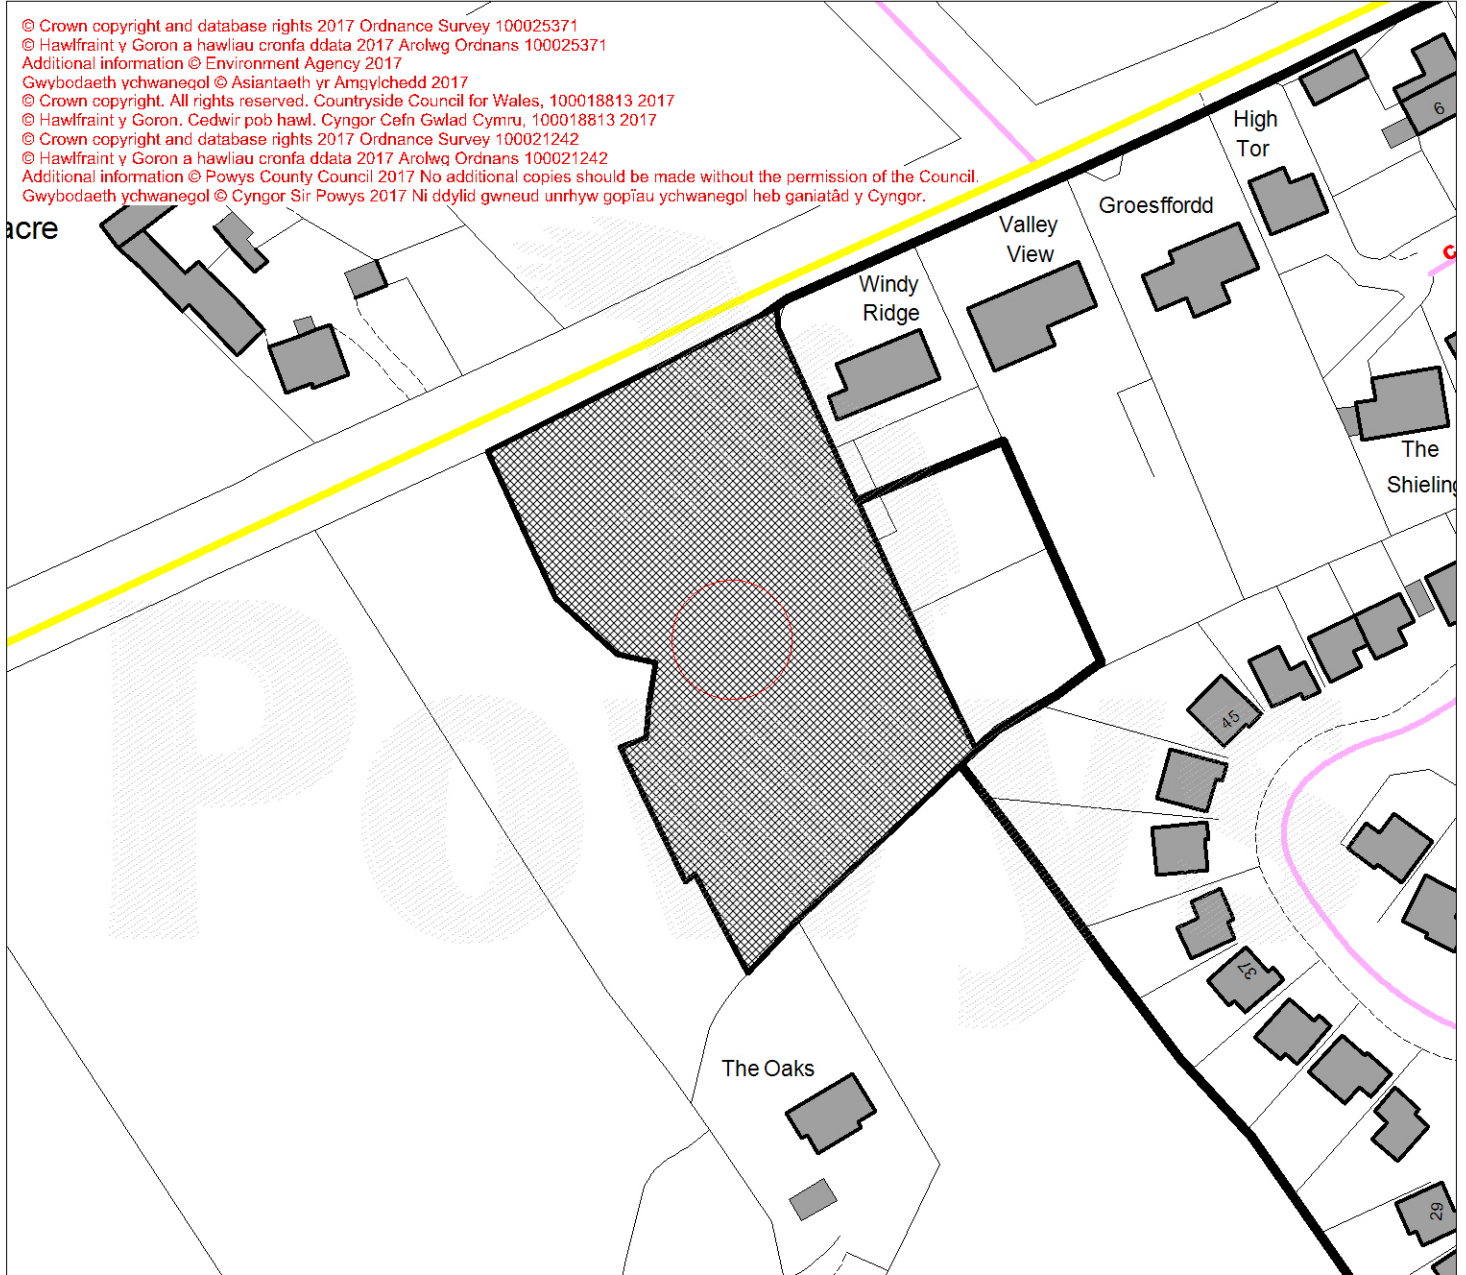 © Crown copyright and database rights 2017 Ordnance Survey 100025371
© Hawlfraint y Goron a hawliau cronfa ddata 2017 Arolwg Ordnans 100025371
Additional information © Environment Agency 2017
Gwybodaeth ychwanegol © Asiantaeth yr Amgylchedd 2017
© Crown copyright. All rights reserved. Countryside Council for Wales, 100018813 2017
© Hawlfraint y Goron. Cedwir pob hawl. Cyngor Cefn Gwlad Cymru, 100018813 2017
© Crown copyright and database rights 2017 Ordnance Survey 100021242
© Hawlfraint y Goron a hawliau cronfa ddata 2017 Arolwg Ordnans 100021242
Additional information © Powys County Council 2017 No additional copies should be made without the permission of the Council.
Gwybodaeth ychwanegol © Cyngor Sir Powys 2017 Ni ddylid gwneud unrhyw gopïau ychwanegol heb ganiatâd y Cyngor.
acre
6
High
Tor
Groesffordd
Valley
View
Windy
Ridge
c
The
Shieling
45
37
The Oaks
29
Powys